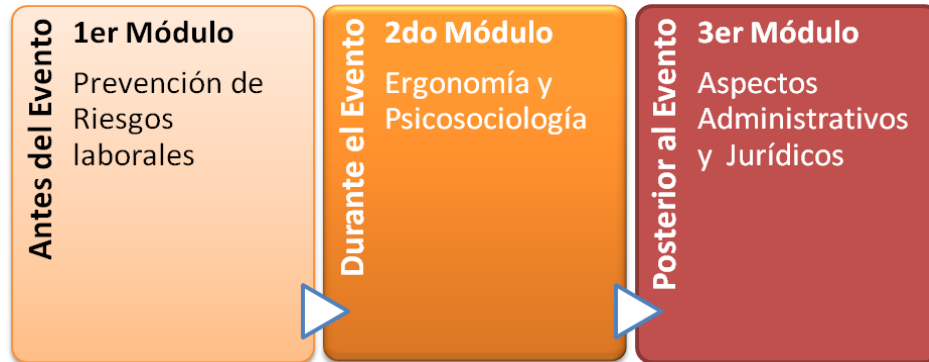 Antes del Evento
1er Módulo
Prevención de
Riesgos
laborales
Durante el Evento
2do Módulo
Ergonomía y
Psicosociología
Posterior al Evento
3er Módulo
Aspectos
Administrativos
y Jurídicos